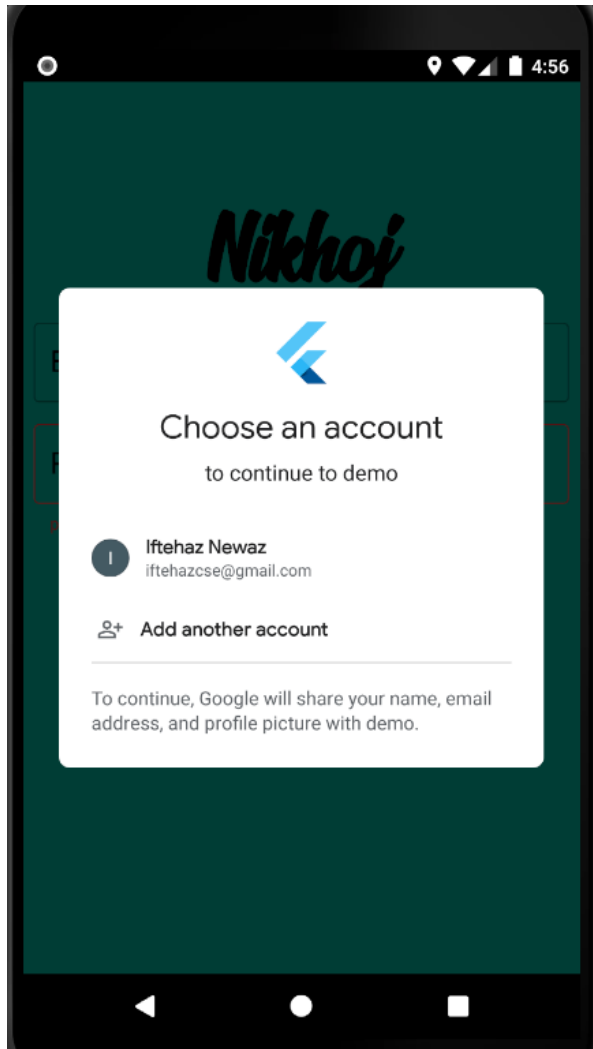 4:56
Nikhoj
Choose an account
to continue to demo
I
Iftehaz Newaz
iftehazcse@gmail.com
Add another account
To continue, Google will share your name, email
address, and profile picture with demo.